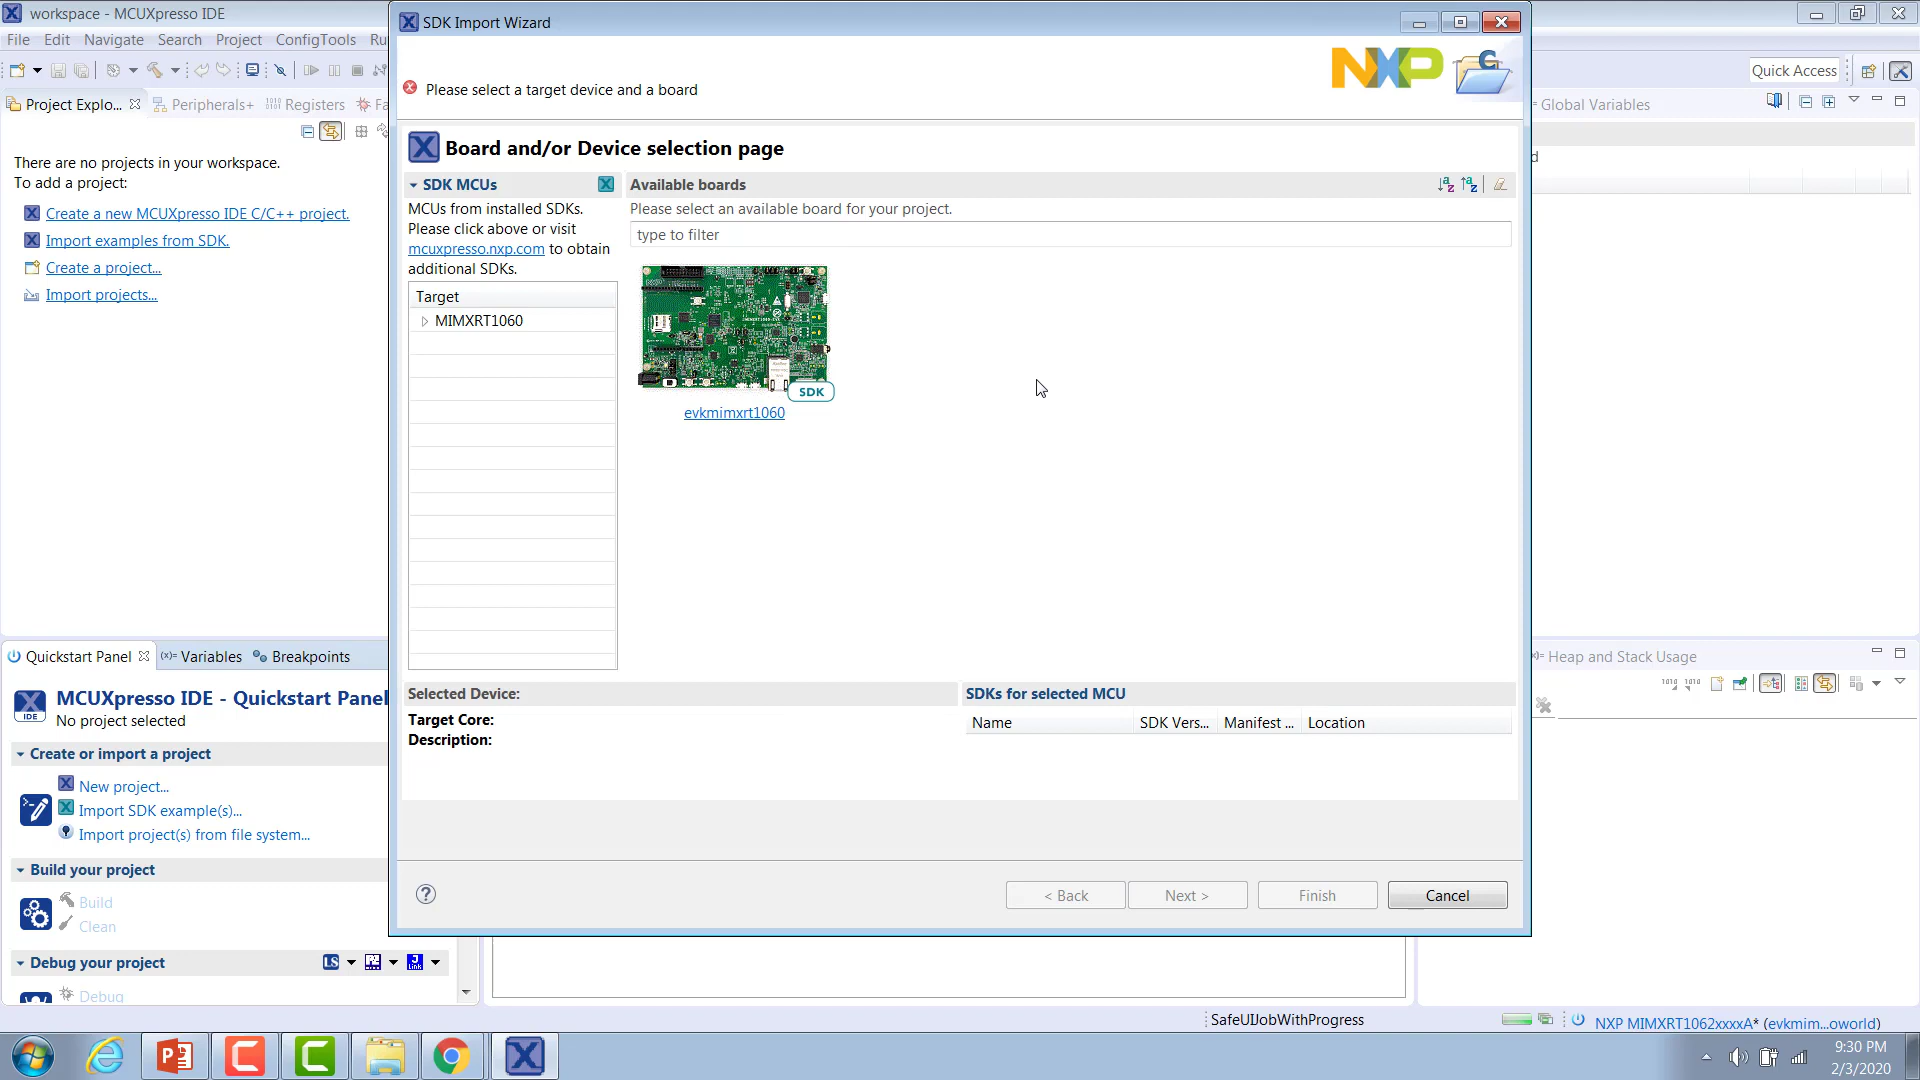 workspace - MCUXpresso IDE
File Edit Navigate Search Project ConfigTools Ru
Quick Access
Project Explo... Peripherals+ Registers Fa
There are no projects in your workspace.
To add a project:
Create a new MCUXpresso IDE C/C++ project.
Import examples from SDK.
Create a project...
Import projects...
SDK Import Wizard
NXP
Please select a target device and a board
Board and/or Device selection page
SDK MCUs
MCUs from installed SDKs.
Please click above or visit
mcuxpresso.nxp.com to obtain
additional SDKs.
Target
MIMXRT1060
Available boards
Please select an available board for your project.
type to filter
SDK
evkmimxrt1060
Selected Device:
Target Core:
Description:
SDKs for selected MCU
Name SDK Vers... Manifest ... Location
< Back Next > Finish Cancel
Global Variables
d
Quickstart Panel Variables Breakpoints
IDE
MCUXpresso IDE - Quickstart Panel
No project selected
Create or import a project
New project...
Import SDK example(s)...
Import project(s) from file system...
Build your project
Build
Clean
Debug your project
LS
Debug
Heap and Stack Usage
SafeUIJobWithProgress
NXP MIMXRT1062xxxxA* (evkmim...oworld)
9:30 PM
2/3/2020